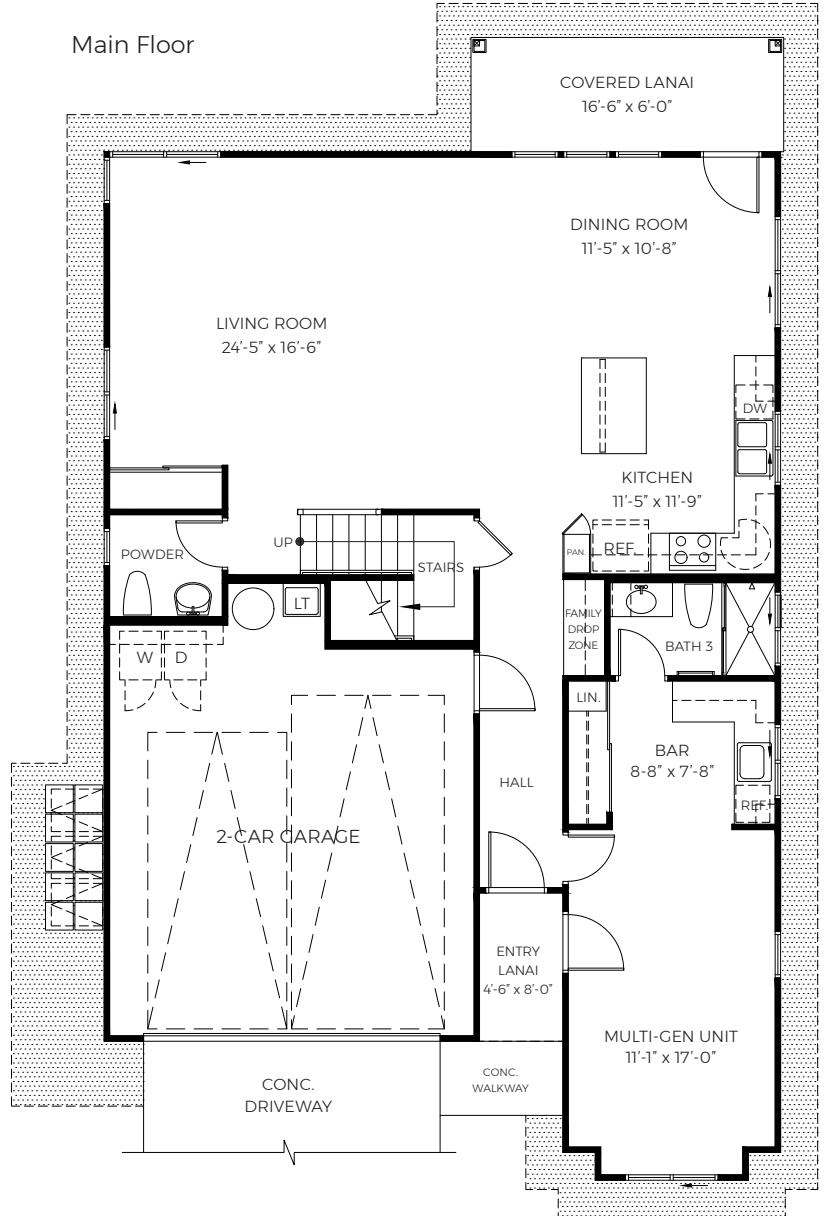 Main Floor
COVERED LANAI
16'-6" x 6'-0"
DINING ROOM
11'-5" x 10'-8"
LIVING ROOM
24'-5" x 16'-6"
DW
KITCHEN
11'-5" x 11'-9"
UP
POWDER
STAIRS
PAN.
REF.
LT
FAMILY
DROP
ZONE
W
D
BATH 3
LIN.
BAR
8-8" x 7'-8"
HALL
REF.
2-CAR GARAGE
ENTRY
LANAI
4'-6" x 8'-0"
MULTI-GEN UNIT
11'-1" x 17'-0"
CONC.
WALKWAY
CONC.
DRIVEWAY